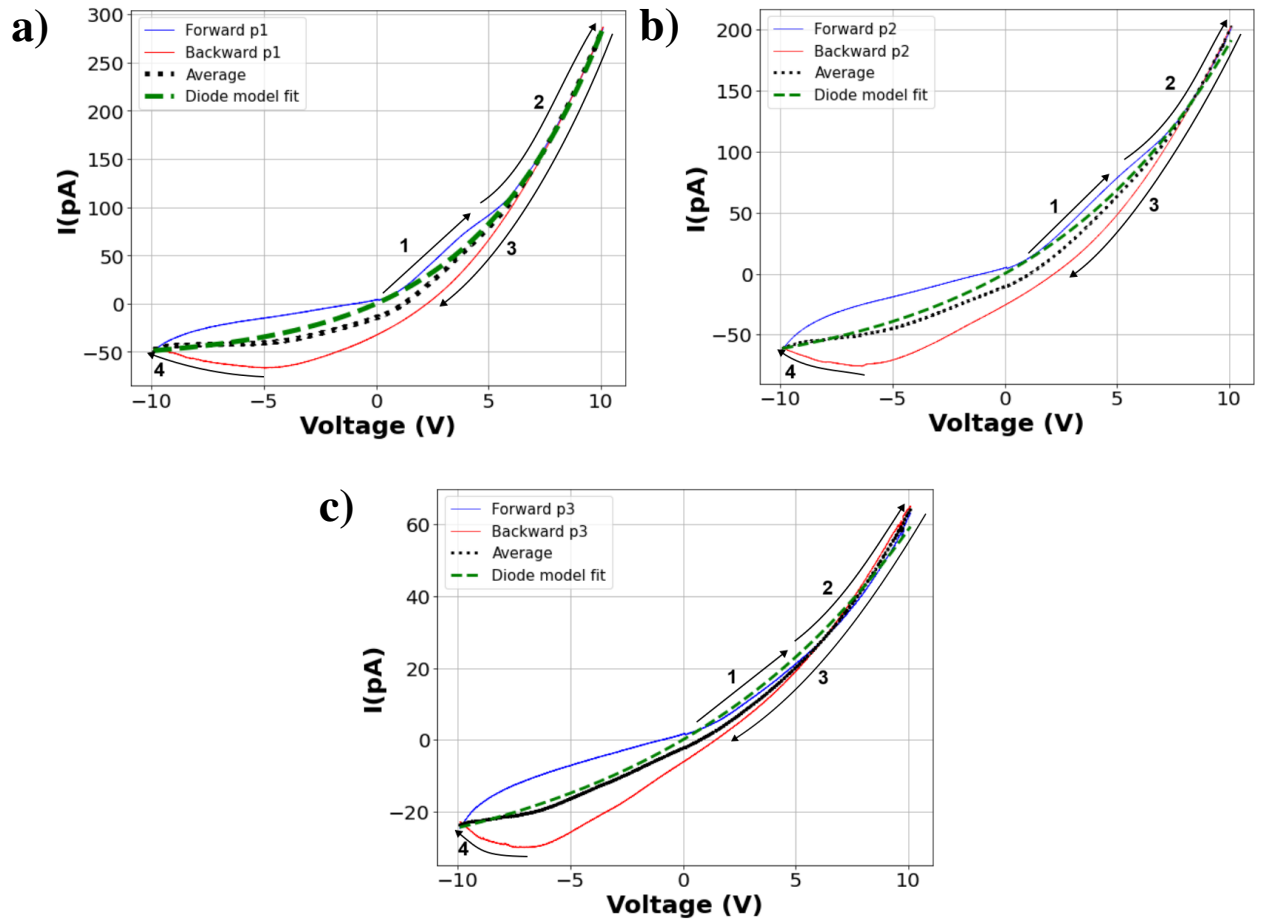 a)
300
250
200
150
100
50
0
−50
I(pA)
Forward p1
Backward p1
Average
Diode model fit
1
2
3
4
−10
−5
0
5
10
Voltage (V)
b)
200
150
100
50
0
−50
I(pA)
Forward p2
Backward p2
Average
Diode model fit
1
2
3
4
−10
−5
0
5
10
Voltage (V)
c)
60
40
20
0
−20
I(pA)
Forward p3
Backward p3
Average
Diode model fit
1
2
3
4
−10
−5
0
5
10
Voltage (V)